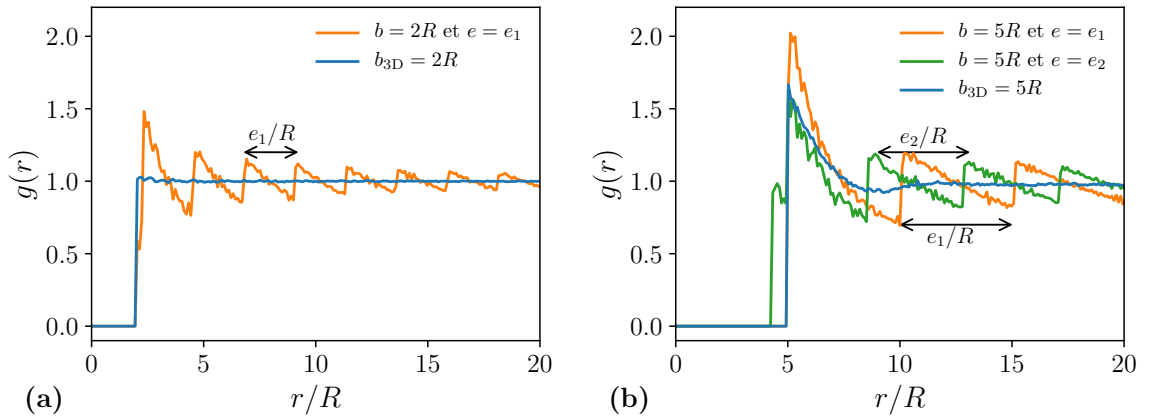 b = 2R et e = e₁
b₃D = 2R
e₁/R
g(r)
2.0
1.5
1.0
0.5
0.0
0
5
10
15
20
r/R
(a)
b = 5R et e = e₁
b = 5R et e = e₂
b₃D = 5R
e₂/R
e₁/R
g(r)
2.0
1.5
1.0
0.5
0.0
0
5
10
15
20
r/R
(b)